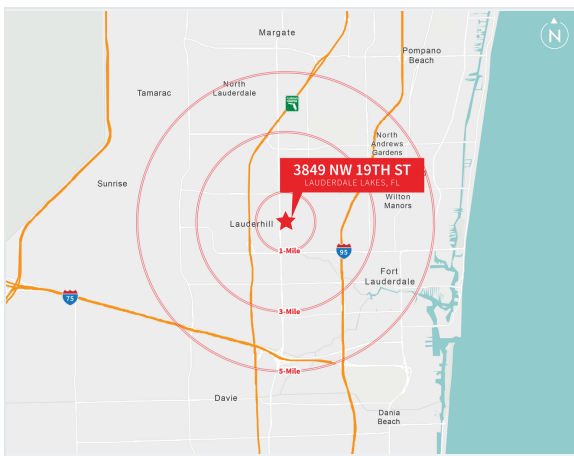 Margate
N
Pompano
Beach
Tamarac
North
Lauderdale
North
Andrews
Gardens
3849 NW 19TH ST
LAUDERDALE LAKES, FL
Sunrise
Wilton
Manors
Lauderhill
1-Mile
95
Fort
Lauderdale
75
3-Mile
5-Mile
Davie
Dania
Beach